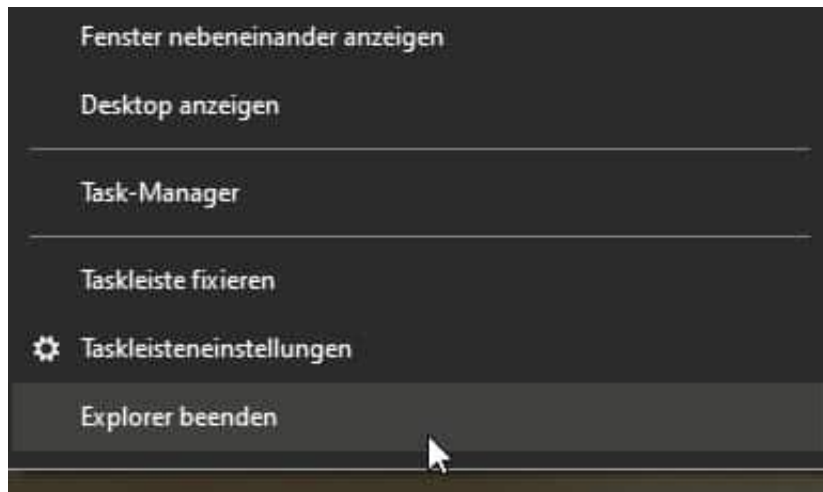 Fenster nebeneinander anzeigen
Desktop anzeigen
Task-Manager
Taskleiste fixieren
Taskleisteneinstellungen
Explorer beenden